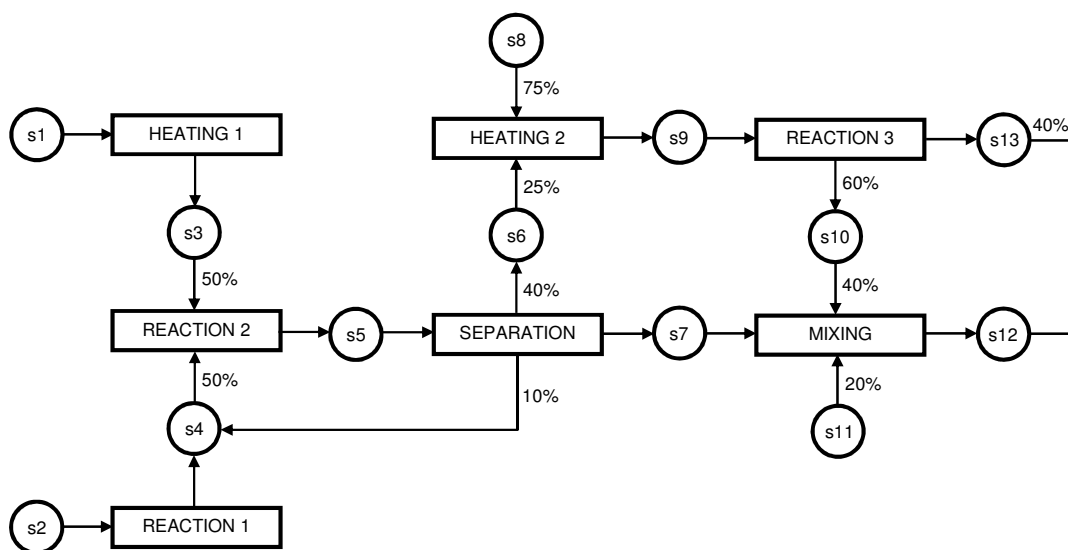 s8
75%
s1
HEATING 1
HEATING 2
s9
REACTION 3
s13
40%
25%
60%
s3
s6
s10
50%
40%
40%
REACTION 2
s5
SEPARATION
s7
MIXING
s12
50%
10%
20%
s4
s11
s2
REACTION 1